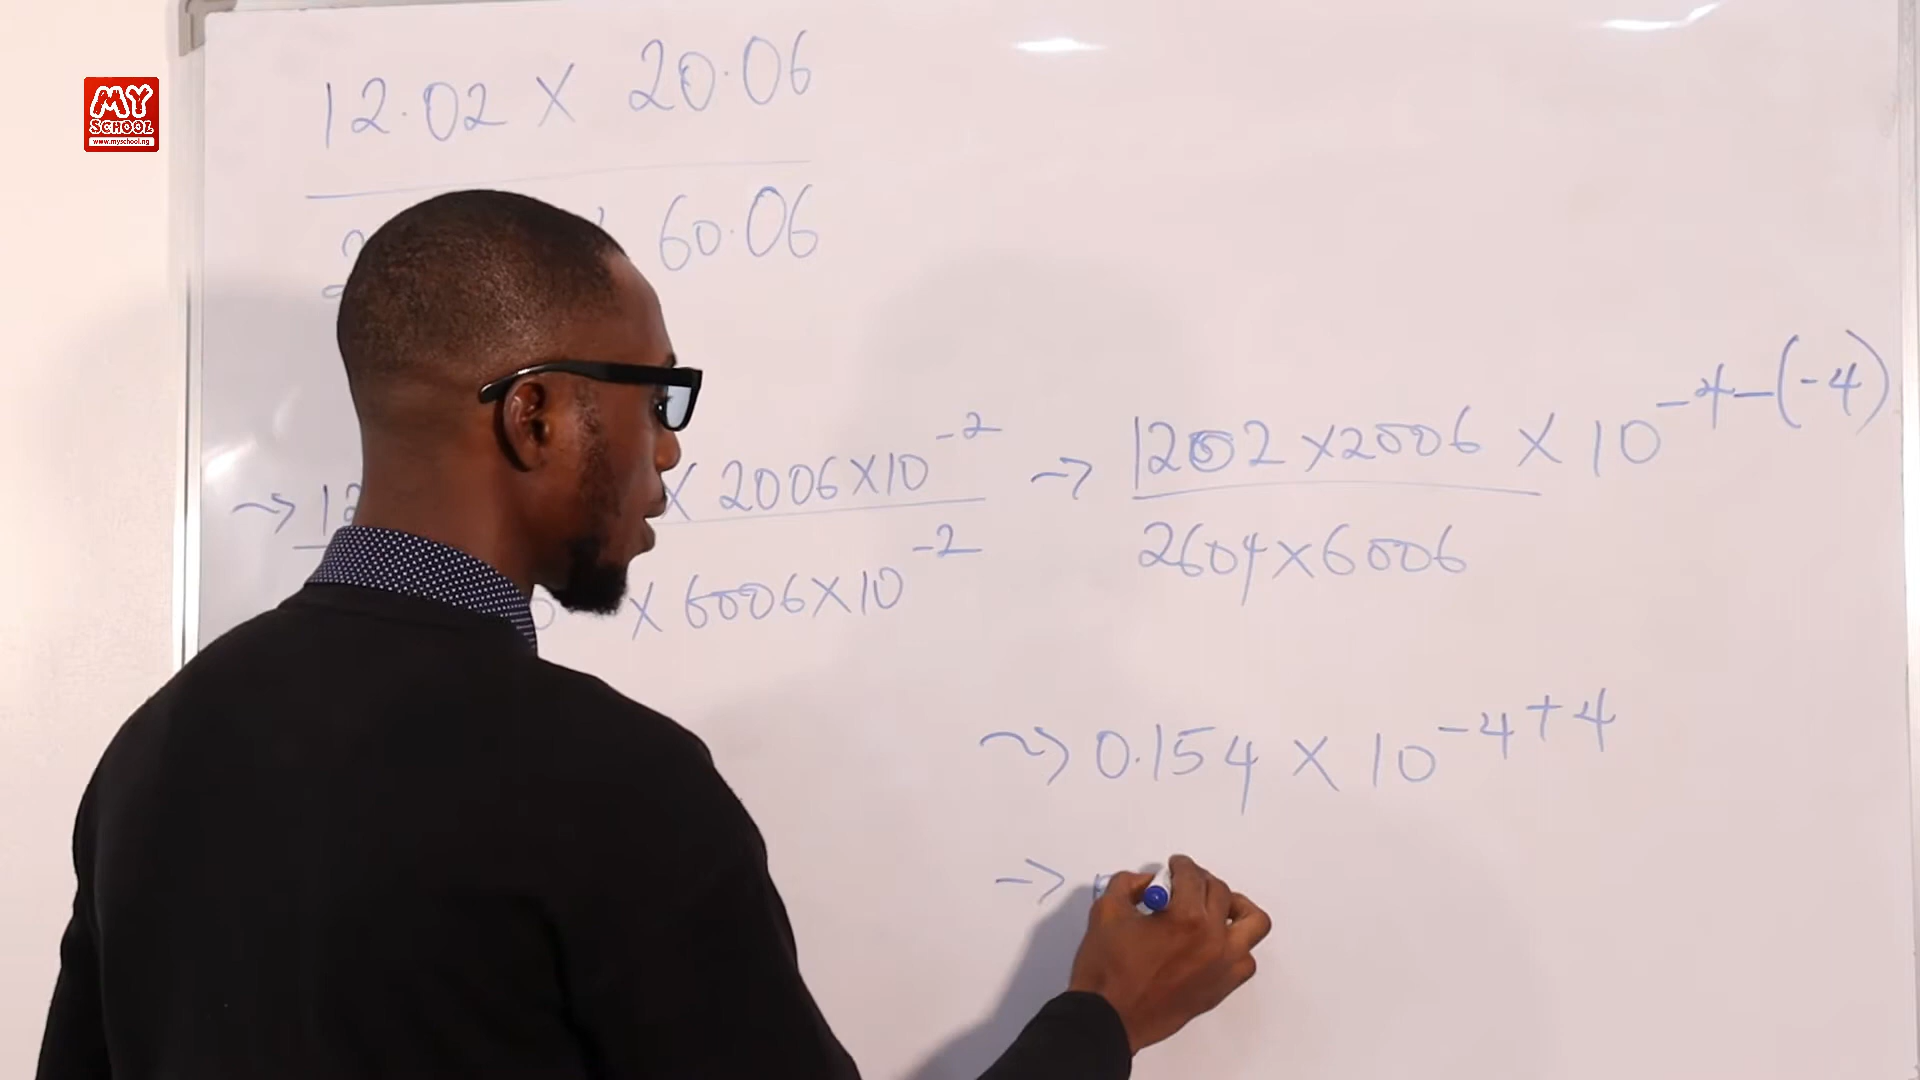 MY
SCHOOL
www.myschool.ng
12.02 X 20.06
60.06
→ 12 X 2006 X 10^-2
X 6006 X 10^-2
→ 1202 X 2006 X 10^-4-(-4)
2604 X 6006
→ 0.154 X 10^-4+4
→